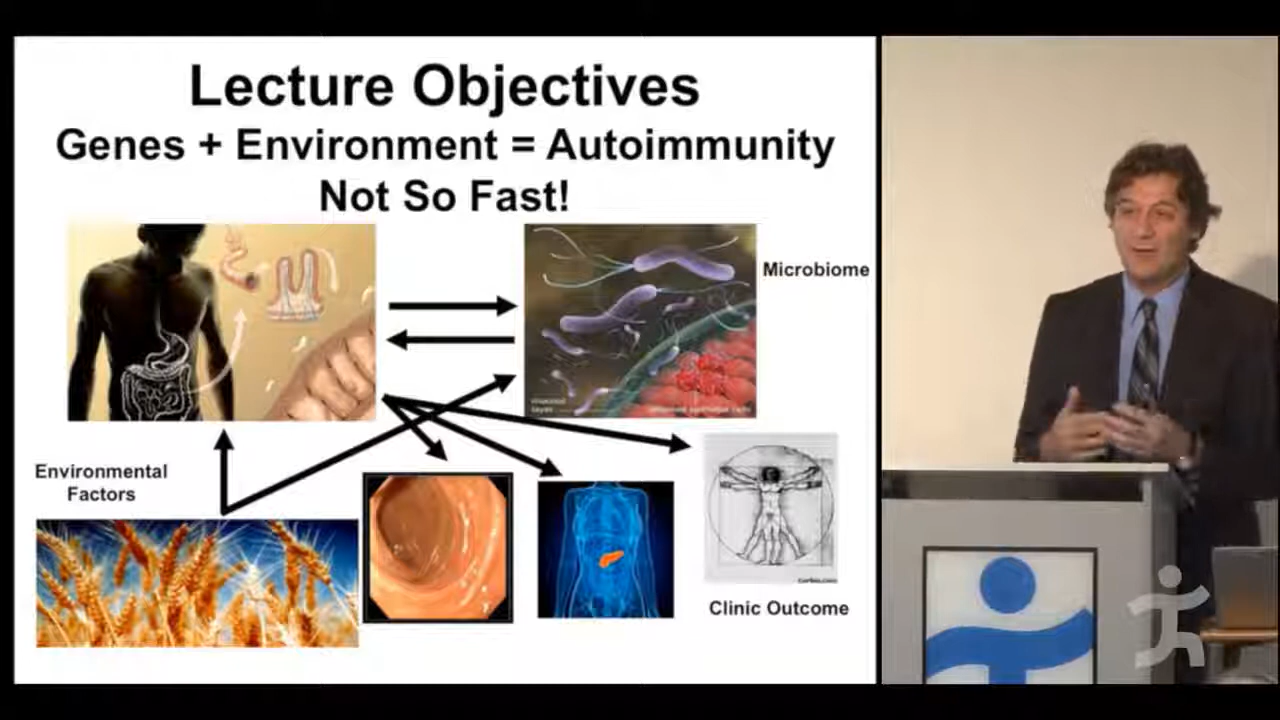 Lecture Objectives
Genes + Environment = Autoimmunity
Not So Fast!
Microbiome
Environmental
Factors
Clinic Outcome